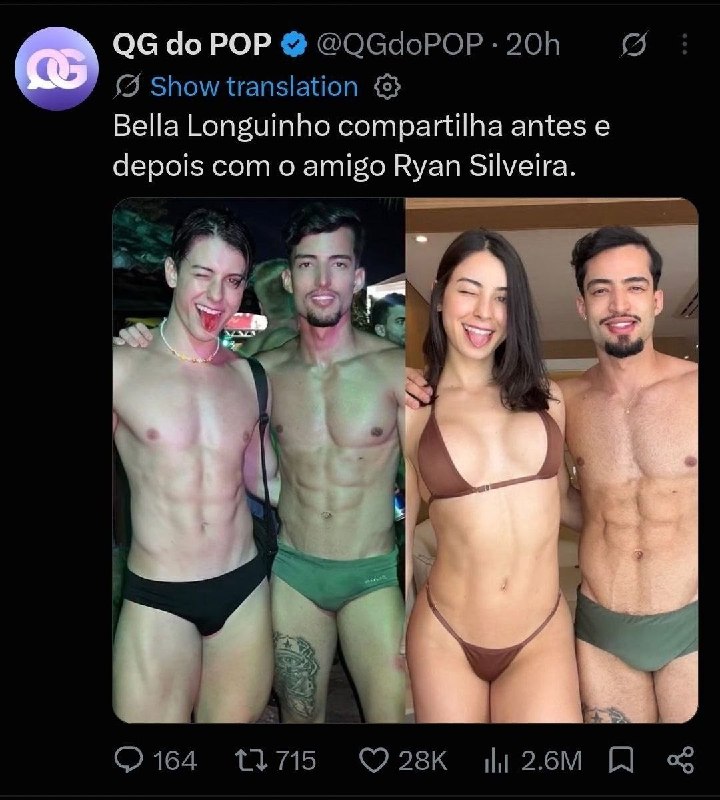 QG
QG do POP @QGdoPOP · 20h
Show translation
Bella Longuinho compartilha antes e
depois com o amigo Ryan Silveira.
164 715 28K 2.6M